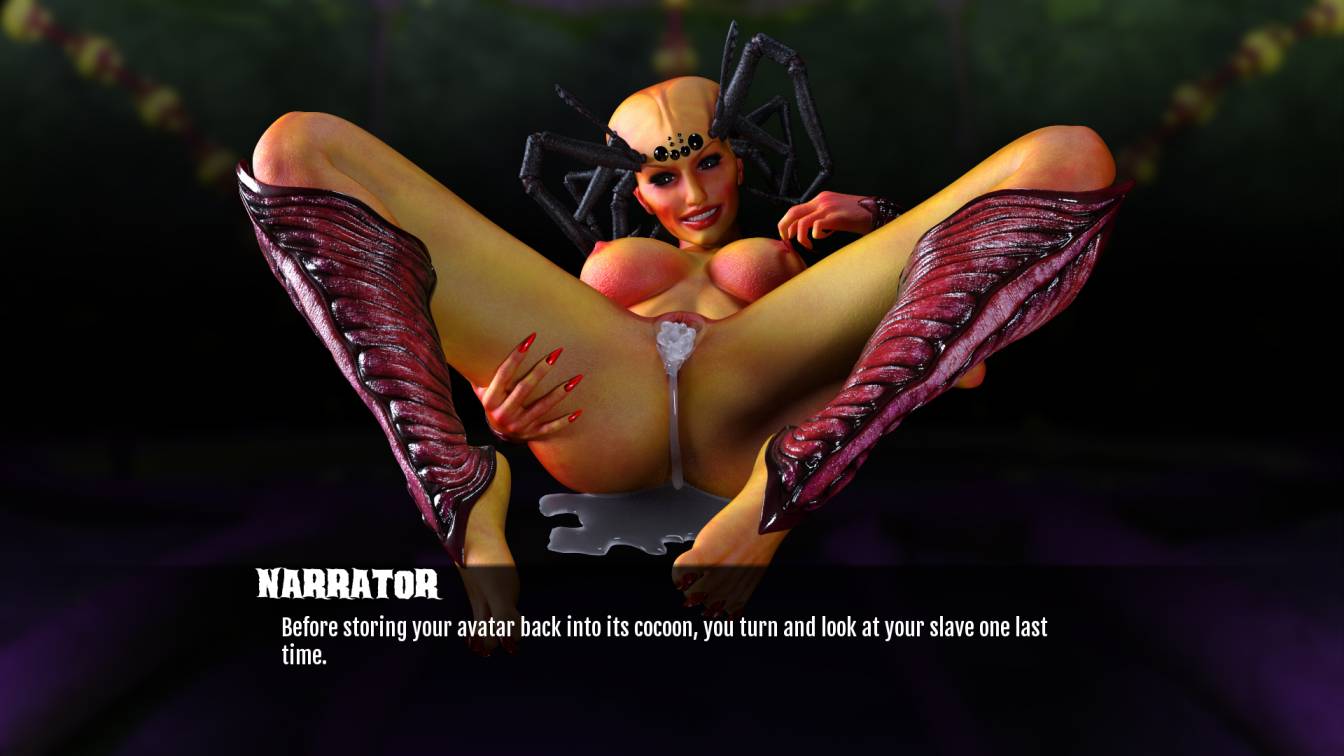 NARRATOR
Before storing your avatar back into its cocoon, you turn and look at your slave one last
time.